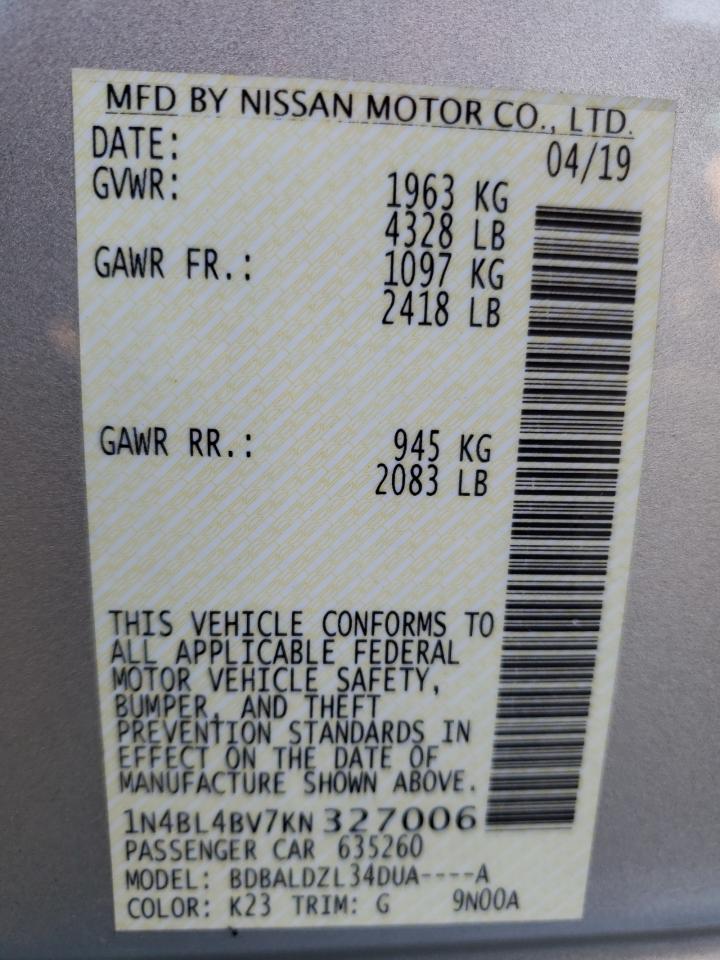 MFD BY NISSAN MOTOR CO., LTD.
DATE: 04/19
GVWR: 1963 KG
4328 LB
GAWR FR.: 1097 KG
2418 LB
GAWR RR.: 945 KG
2083 LB
THIS VEHICLE CONFORMS TO
ALL APPLICABLE FEDERAL
MOTOR VEHICLE SAFETY,
BUMPER, AND THEFT
PREVENTION STANDARDS IN
EFFECT ON THE DATE OF
MANUFACTURE SHOWN ABOVE.
1N4BL4BV7KN327006
PASSENGER CAR 635260
MODEL: BDBALDZL34DUA----A
COLOR: K23 TRIM: G 9N00A